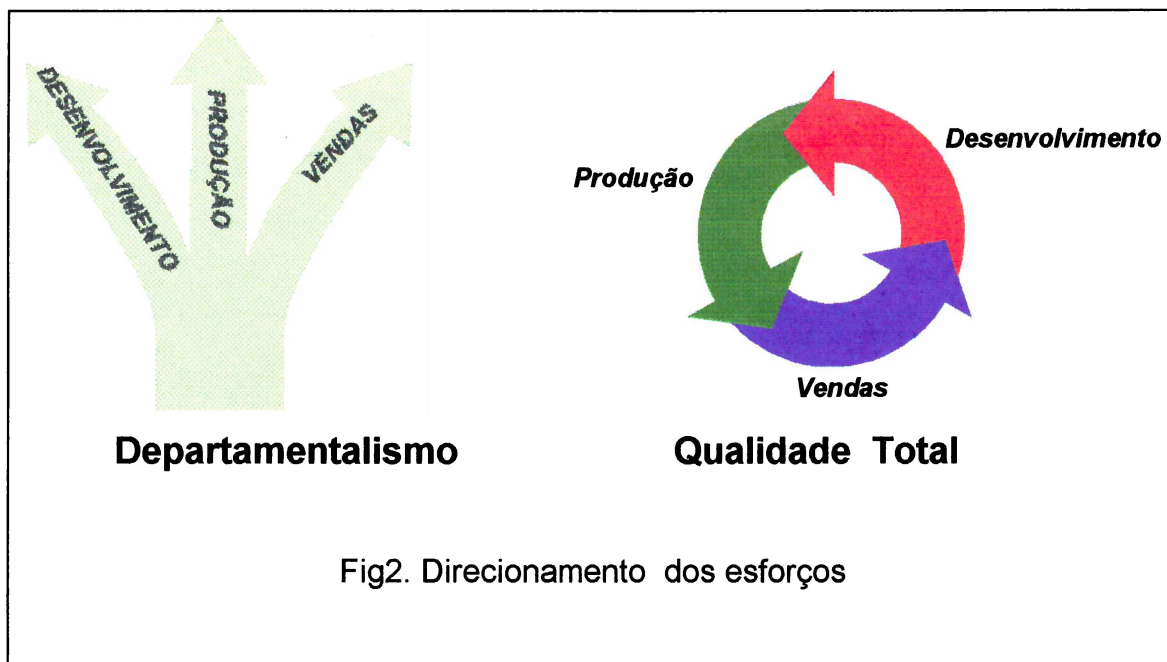 DESENVOLVIMENTO
PRODUÇÃO
VENDAS
Departamentalismo
Desenvolvimento
Produção
Vendas
Qualidade Total
Fig2. Direcionamento dos esforços